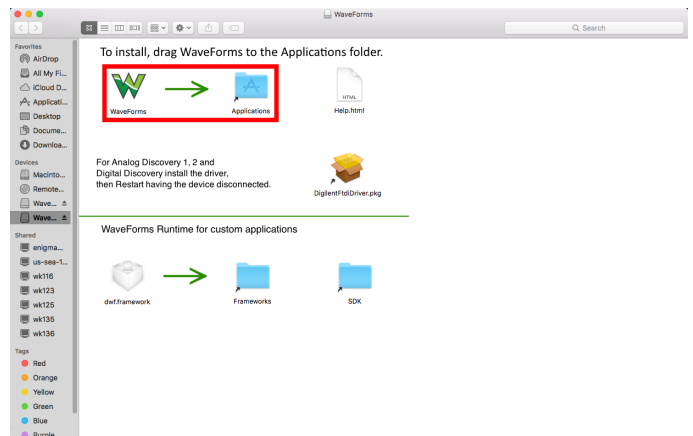 WaveForms
Search
Favorites
AirDrop
All My Fi...
iCloud D...
Applicati...
Desktop
Docume...
Downloa...
Devices
Macinto...
Remote...
Wave...
Wave...
Shared
enigma...
us-sea-1...
wk116
wk123
wk125
wk135
wk136
Tags
Red
Orange
Yellow
Green
Blue
Purple
To install, drag WaveForms to the Applications folder.
WaveForms
Applications
HTML
Help.html
For Analog Discovery 1, 2 and
Digital Discovery install the driver,
then Restart having the device disconnected.
DigilentFtdiDriver.pkg
WaveForms Runtime for custom applications
dwf.framework
Frameworks
SDK